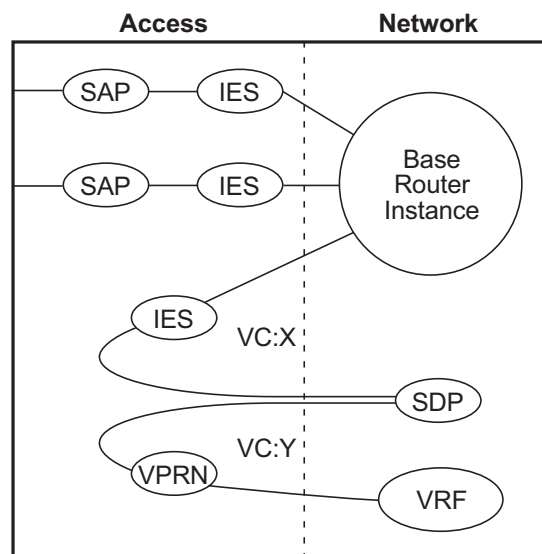 Access Network
SAP IES
SAP IES
Base
Router
Instance
IES
VC:X
SDP
VC:Y
VPRN
VRF